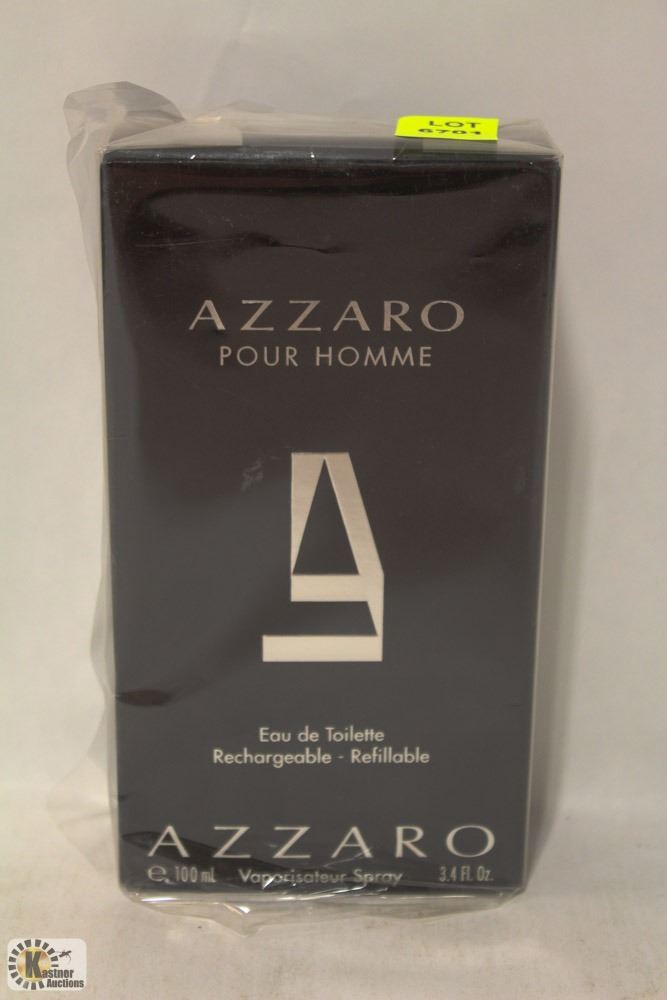 LOT
6701
AZZARO
POUR HOMME
Eau de Toilette
Rechargeable - Refillable
AZZARO
e 100 mL Vaporisateur Spray 3.4 Fl. Oz.
Kastner
Auctions